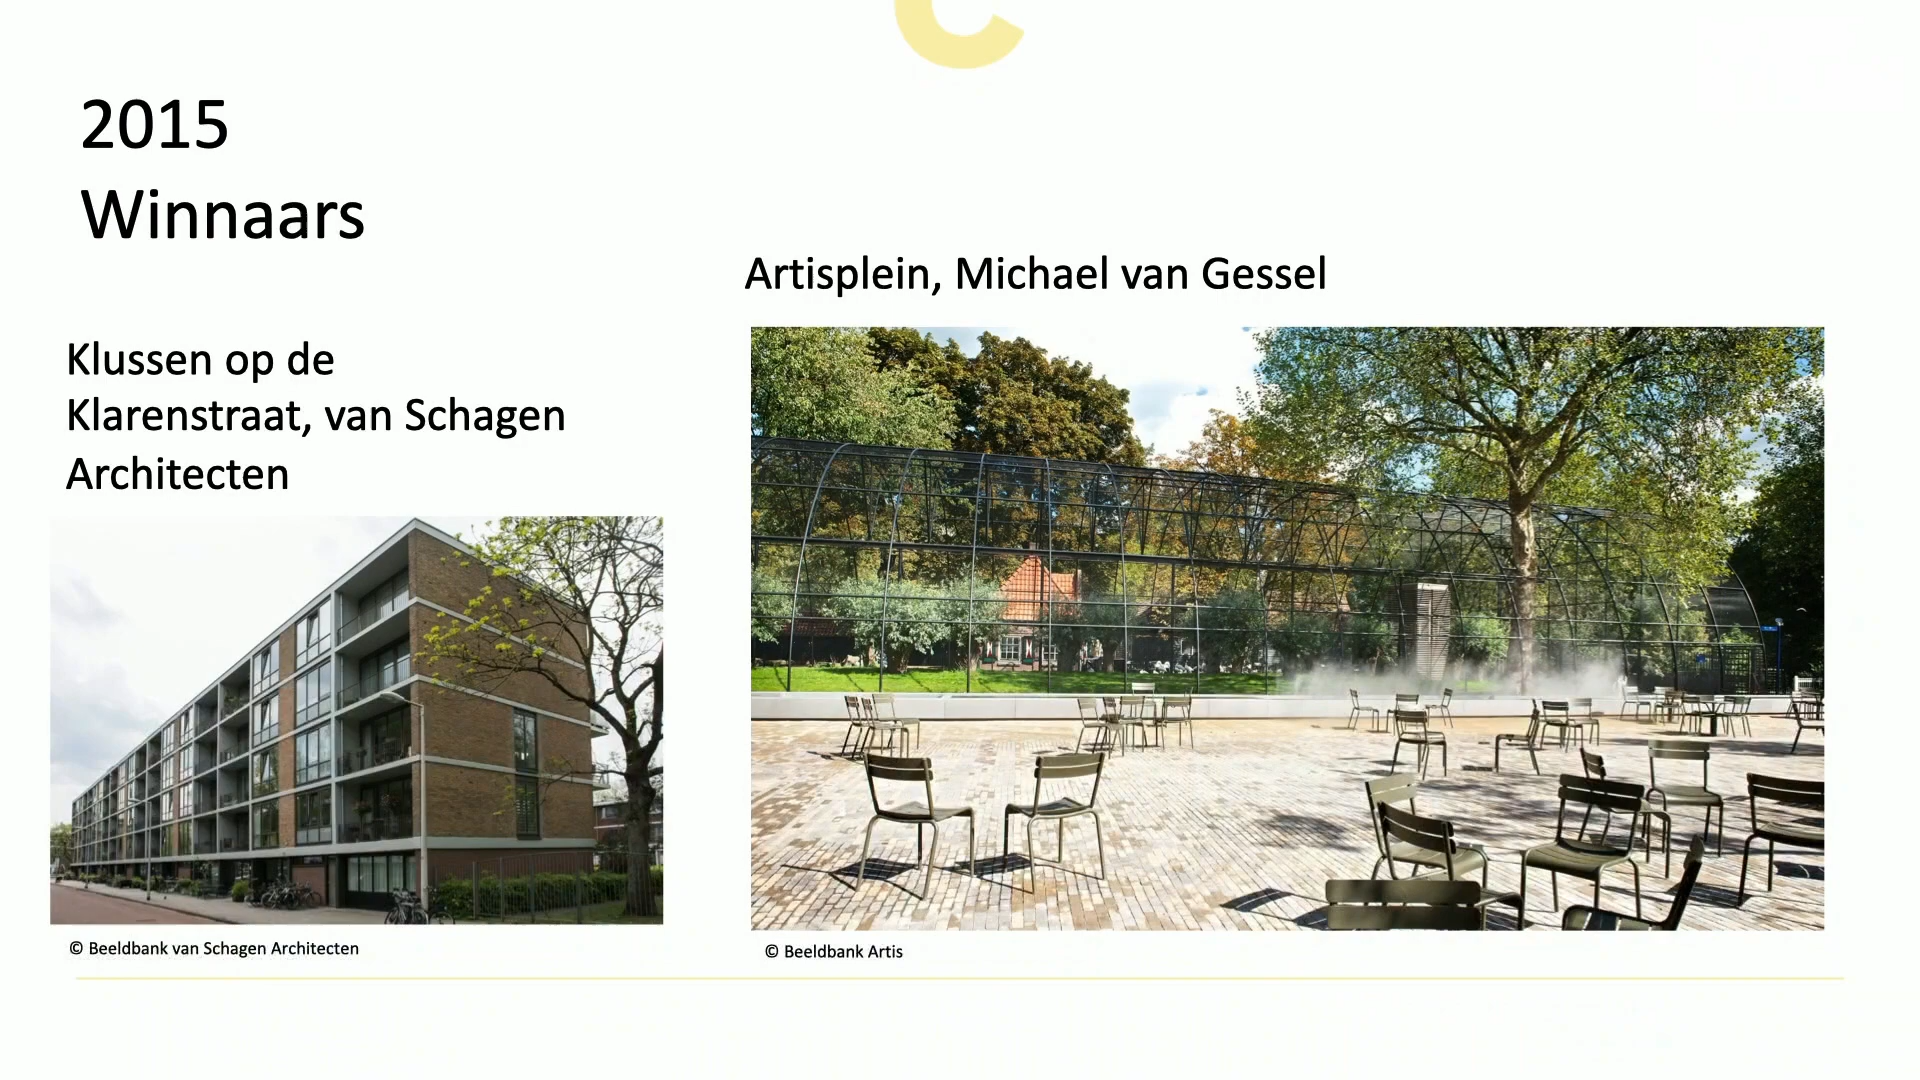 2015
Winnaars
Artisplein, Michael van Gessel
Klussen op de
Klarenstraat, van Schagen
Architecten
© Beeldbank van Schagen Architecten
© Beeldbank Artis